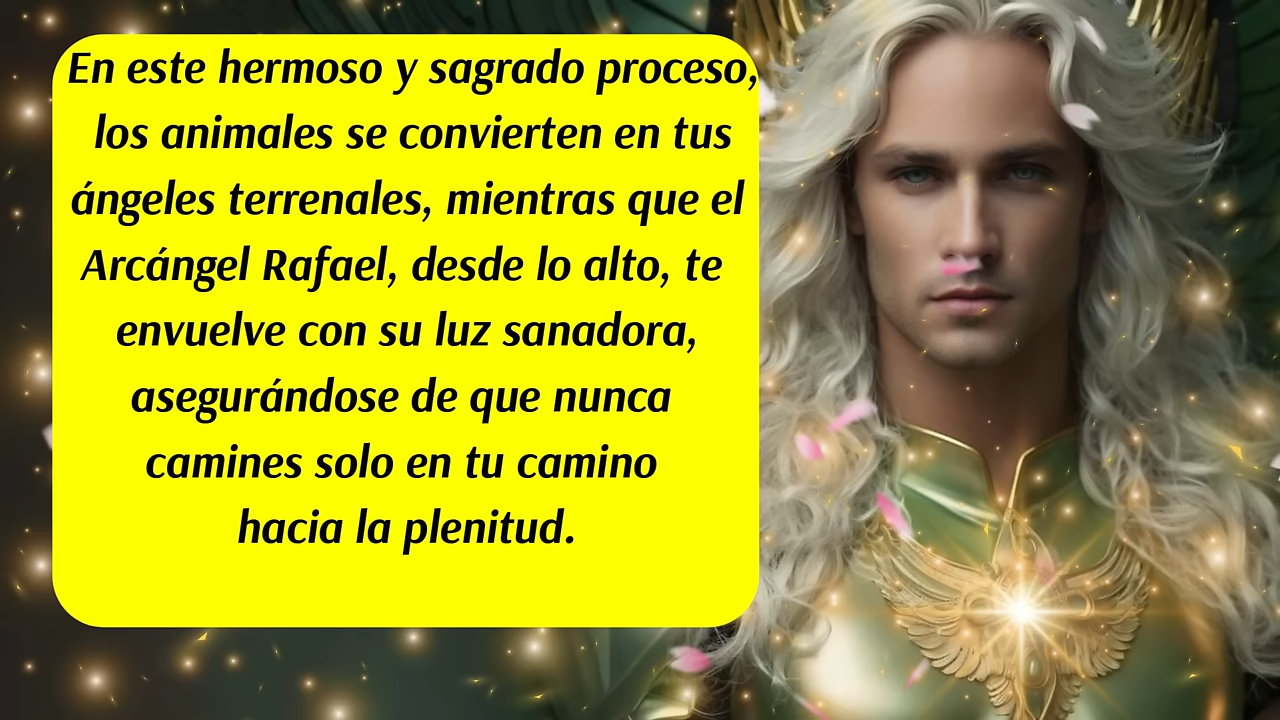 En este hermoso y sagrado proceso,
los animales se convierten en tus
ángeles terrenales, mientras que el
Arcángel Rafael, desde lo alto, te
envuelve con su luz sanadora,
asegurándose de que nunca
camines solo en tu camino
hacia la plenitud.